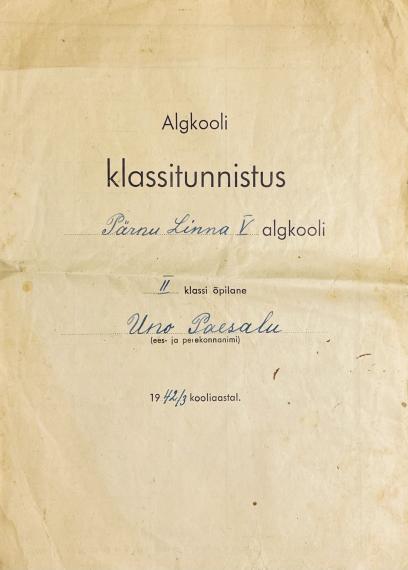 Algkooli
klassitunnistus
Pärnu Linna V algkooli
II klassi õpilane
Uno Paesalu
(ees- ja perekonnanimi)
1942/3 kooliaastal.